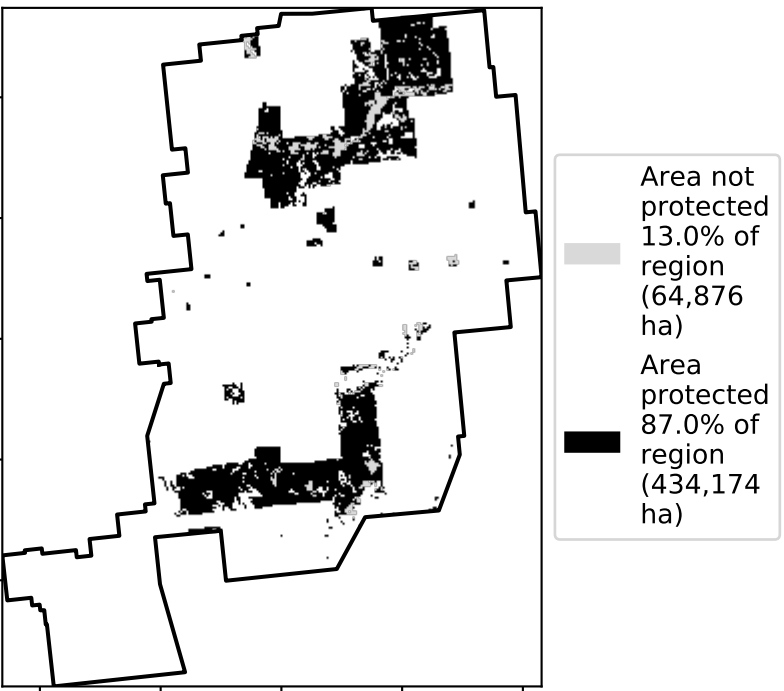 Area not
protected
13.0% of
region
(64,876
ha)
Area
protected
87.0% of
region
(434,174
ha)